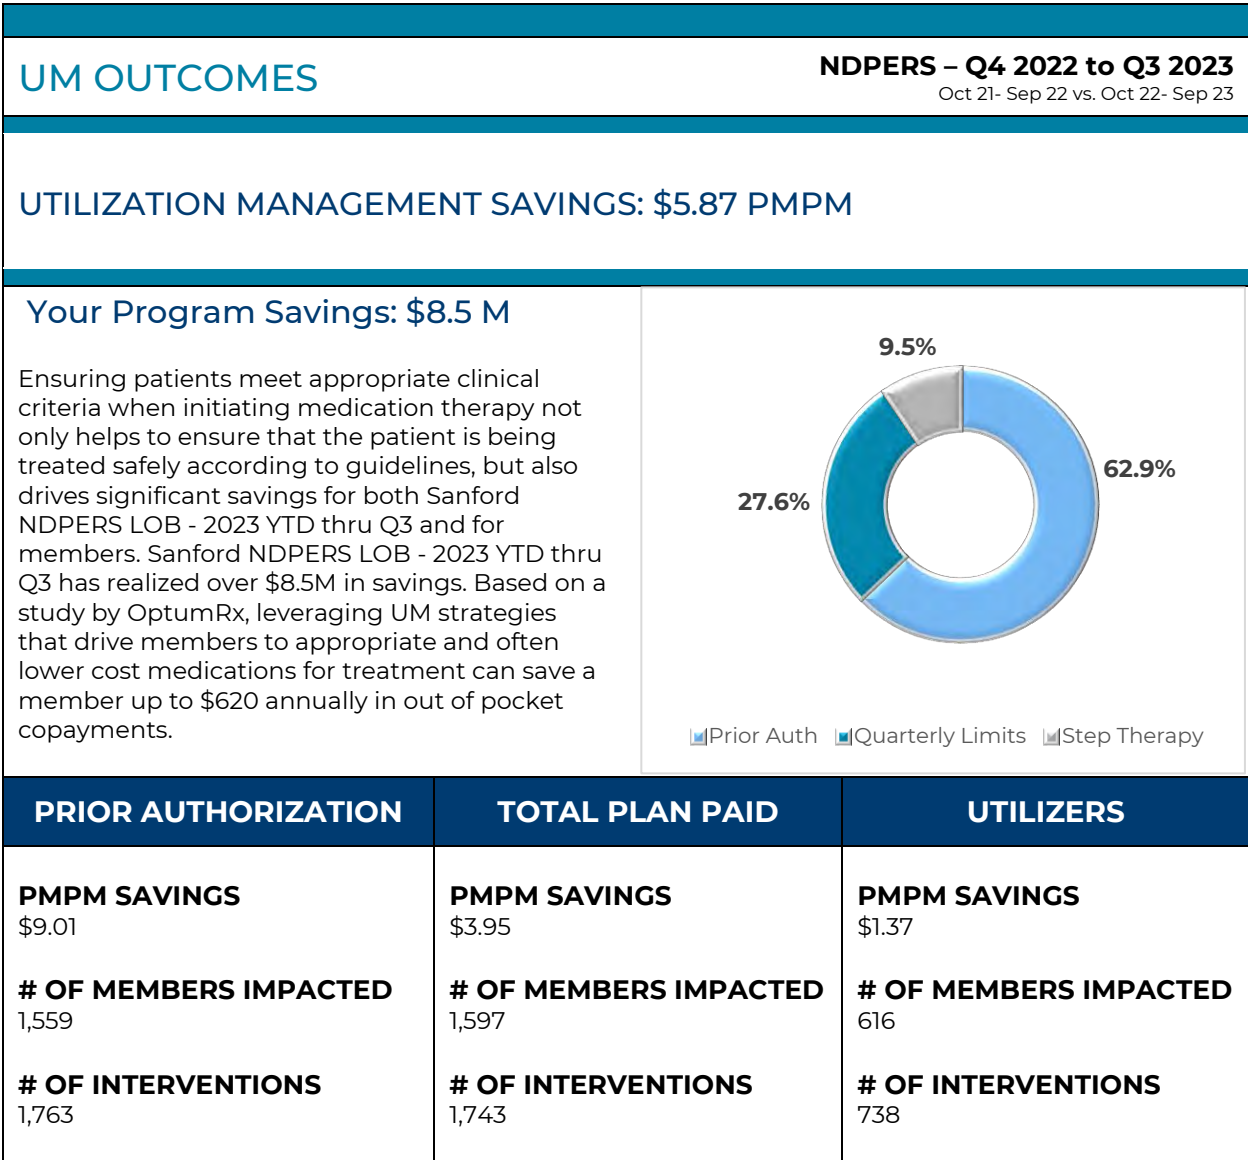 UM OUTCOMES
NDPERS – Q4 2022 to Q3 2023
Oct 21- Sep 22 vs. Oct 22- Sep 23
UTILIZATION MANAGEMENT SAVINGS: $5.87 PMPM
Your Program Savings: $8.5 M
Ensuring patients meet appropriate clinical
criteria when initiating medication therapy not
only helps to ensure that the patient is being
treated safely according to guidelines, but also
drives significant savings for both Sanford
NDPERS LOB - 2023 YTD thru Q3 and for
members. Sanford NDPERS LOB - 2023 YTD thru
Q3 has realized over $8.5M in savings. Based on a
study by OptumRx, leveraging UM strategies
that drive members to appropriate and often
lower cost medications for treatment can save a
member up to $620 annually in out of pocket
copayments.
9.5%
62.9%
27.6%
Prior Auth Quarterly Limits Step Therapy
PRIOR AUTHORIZATION
PMPM SAVINGS
$9.01
# OF MEMBERS IMPACTED
1,559
# OF INTERVENTIONS
1,763
TOTAL PLAN PAID
PMPM SAVINGS
$3.95
# OF MEMBERS IMPACTED
1,597
# OF INTERVENTIONS
1,743
UTILIZERS
PMPM SAVINGS
$1.37
# OF MEMBERS IMPACTED
616
# OF INTERVENTIONS
738